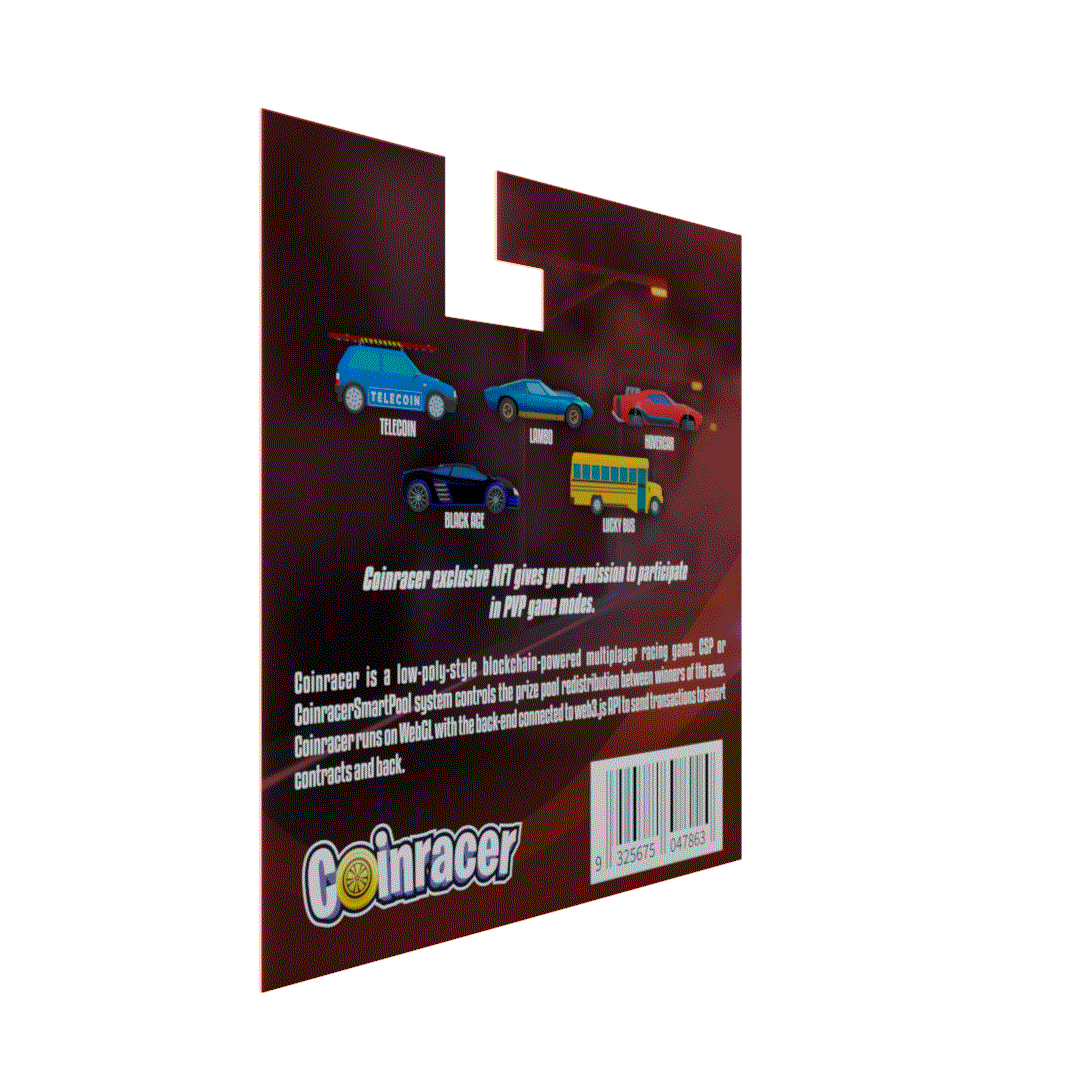 TELECOIN
TELECOIN
LAMBO
HOVERCAR
BLACK ACE
LUCKY BUS
Coinracer exclusive NFT gives you permission to participate
in PVP game modes.
Coinracer is a low-poly-style blockchain-powered multiplayer racing game. CSP or
CoinracerSmartPool system controls the prize pool redistribution between winners of the race.
Coinracer runs on WebGL with the back-end connected to web3.js API to send transactions to smart
contracts and back.
Coinracer
9 325675 047863